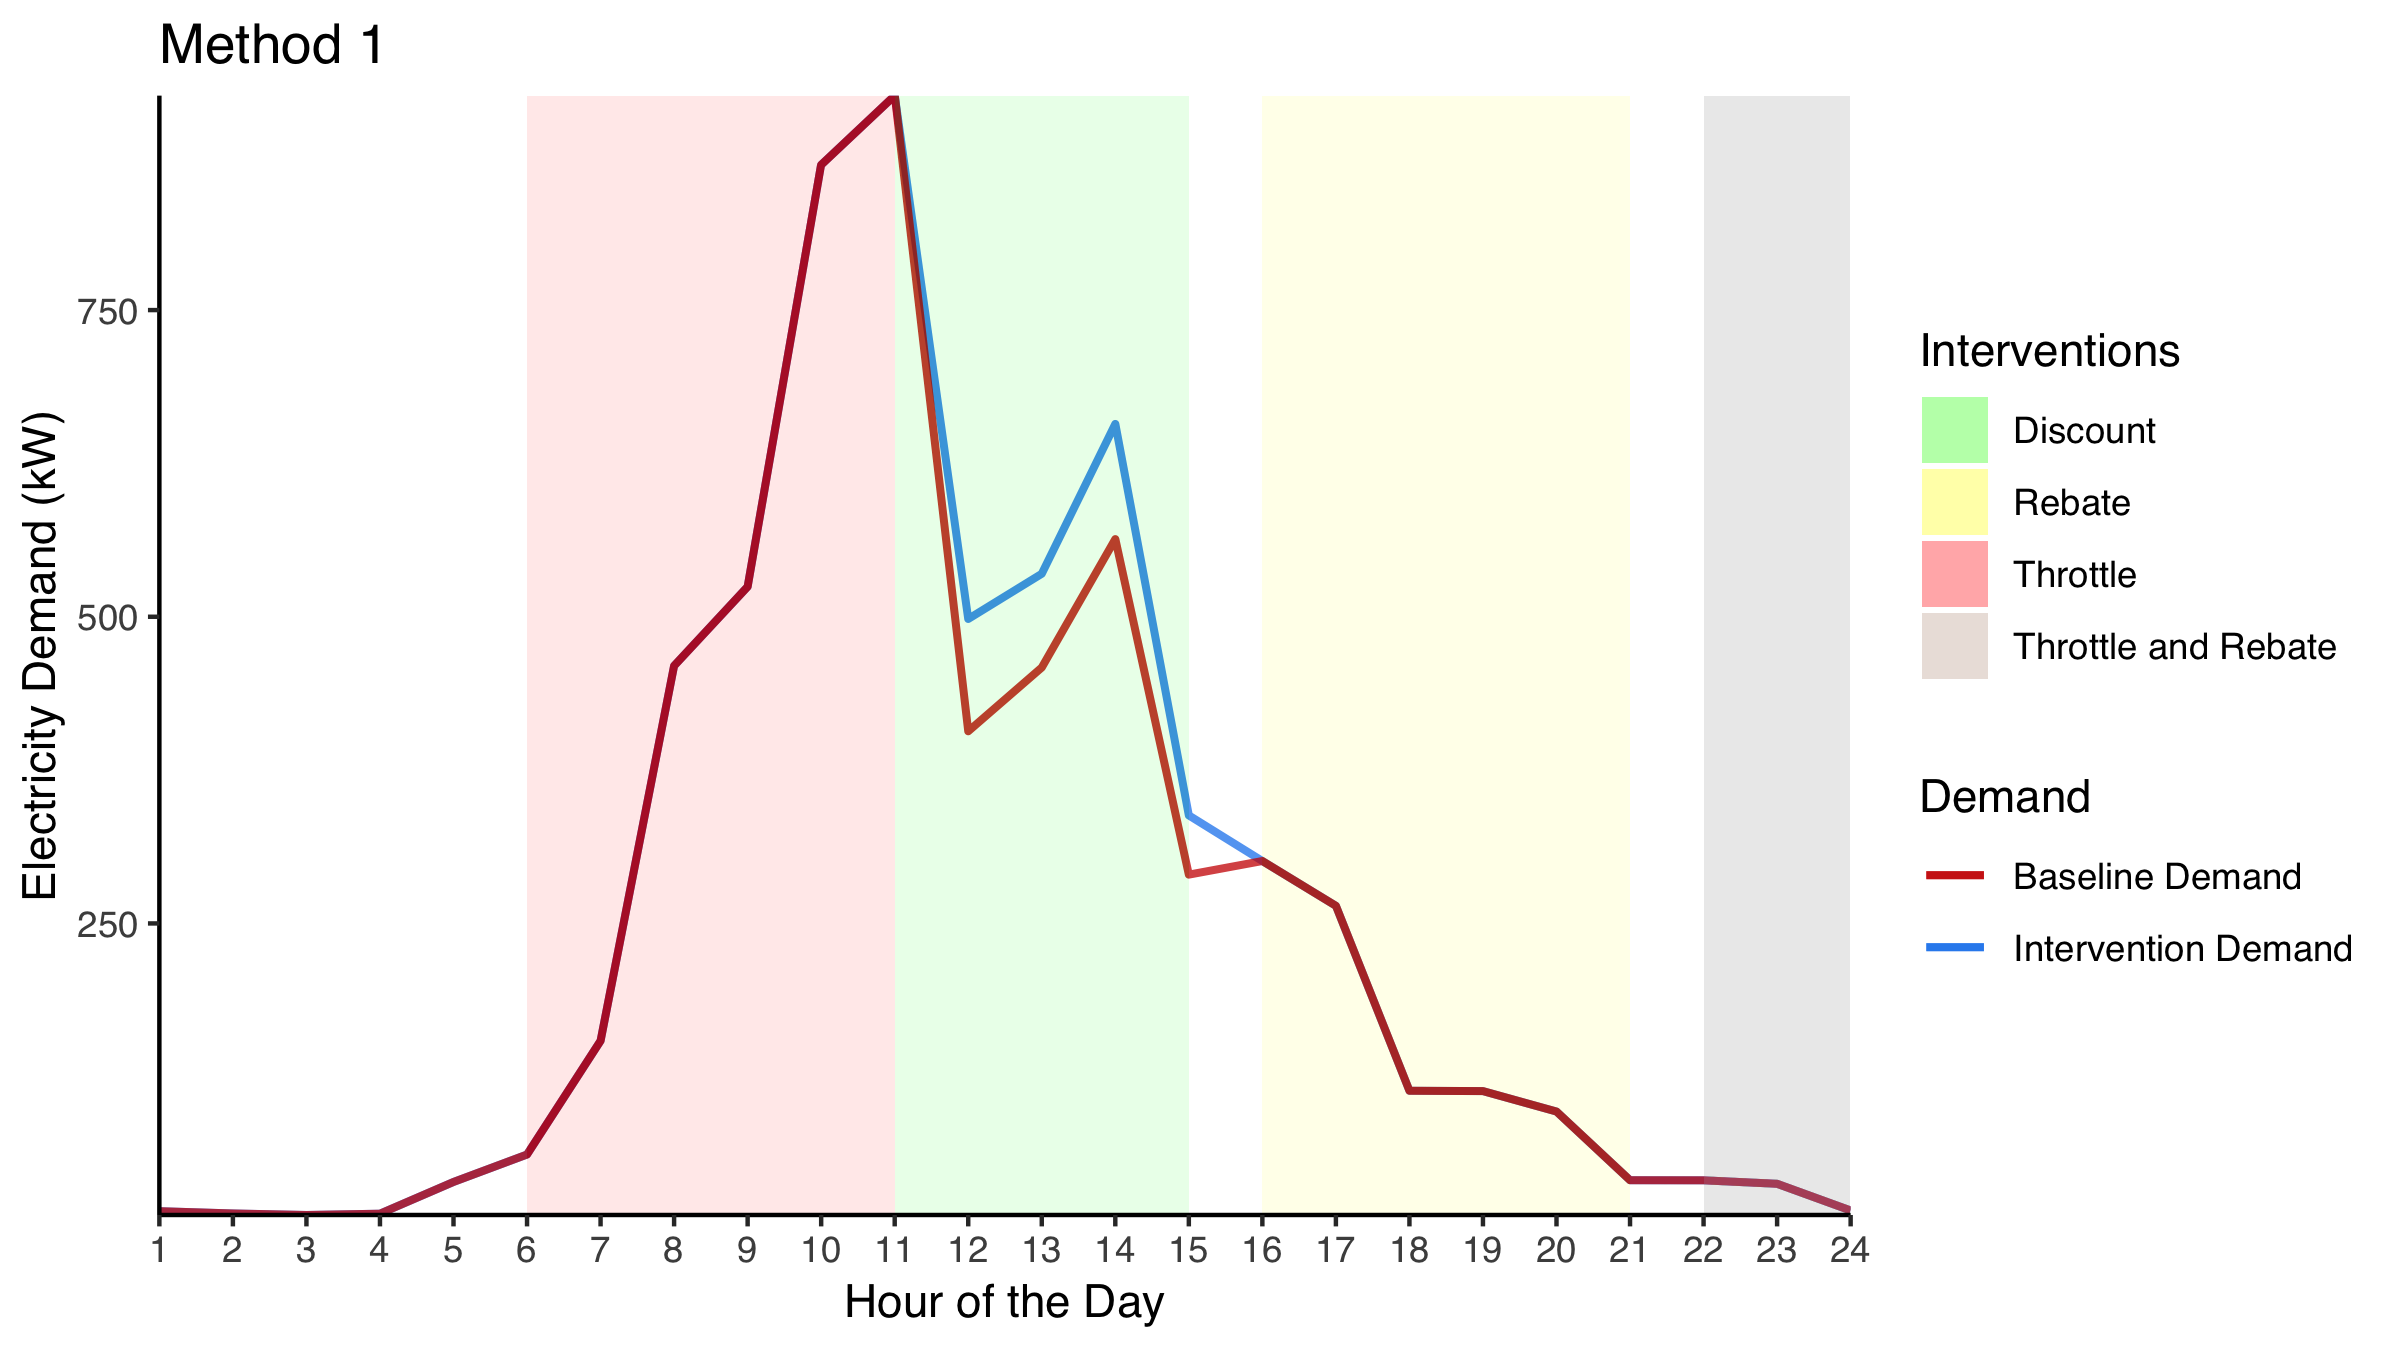 Method 1
Electricity Demand (kW)
750
500
250
1 2 3 4 5 6 7 8 9 10 11 12 13 14 15 16 17 18 19 20 21 22 23 24
Hour of the Day
Interventions
Discount
Rebate
Throttle
Throttle and Rebate
Demand
Baseline Demand
Intervention Demand